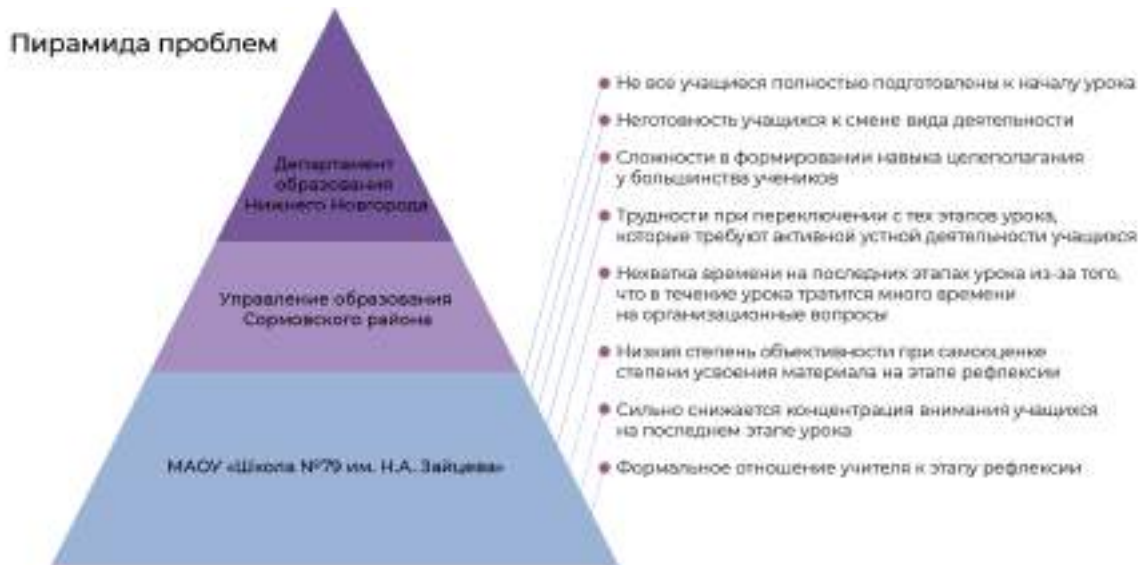 Пирамида проблем
Департамент
образования
Нижнего Новгорода
Управление образования
Сормовского района
МАОУ «Школа №79 им. Н.А. Зайцева»
Не все учащиеся полностью подготовлены к началу урока
Неготовность учащихся к смене вида деятельности
Сложности в формировании навыка целеполагания
у большинства учеников
Трудности при переключении с тех этапов урока,
которые требуют активной устной деятельности учащихся
Нехватка времени на последних этапах урока из-за того,
что в течение урока тратится много времени
на организационные вопросы
Низкая степень объективности при самооценке
степени усвоения материала на этапе рефлексии
Сильно снижается концентрация внимания учащихся
на последнем этапе урока
Формальное отношение учителя к этапу рефлексии